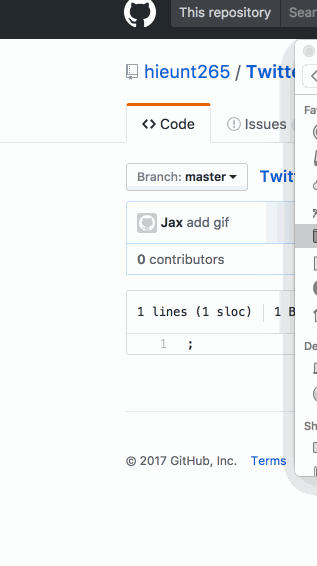 This repository Sear
hieunt265 / Twitte
Code Issues
Branch: master Twitt
Jax add gif
0 contributors
1 lines (1 sloc) 1 B
1 ;
© 2017 GitHub, Inc. Terms
Fa
De
Sh